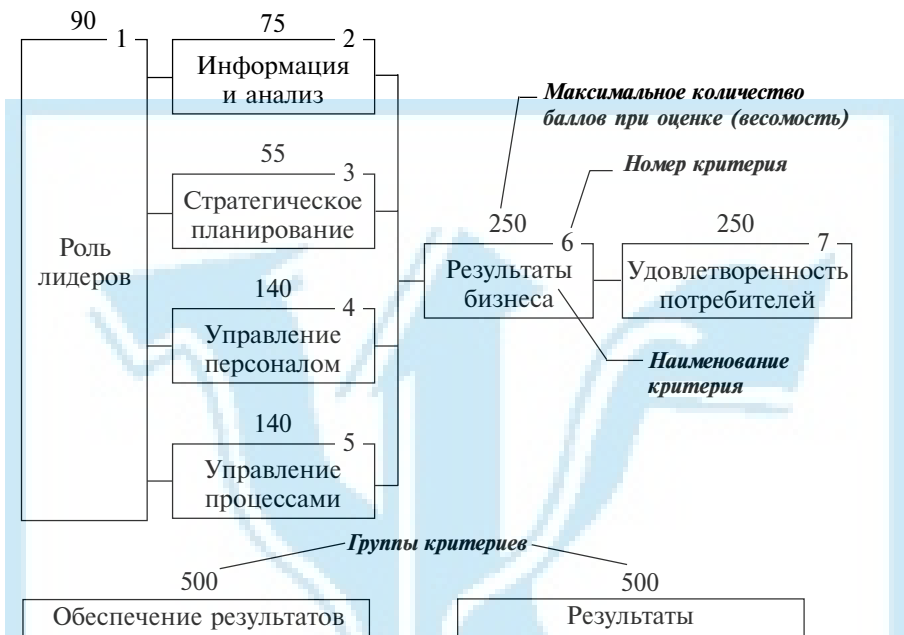 90
1
75
2
Информация
и анализ
55
3
Стратегическое
планирование
Роль
лидеров
140
4
Управление
персоналом
140
5
Управление
процессами
Максимальное количество
баллов при оценке (весомость)
Номер критерия
250
6
Результаты
бизнеса
250
7
Удовлетворенность
потребителей
Наименование
критерия
Группы критериев
500
Обеспечение результатов
500
Результаты